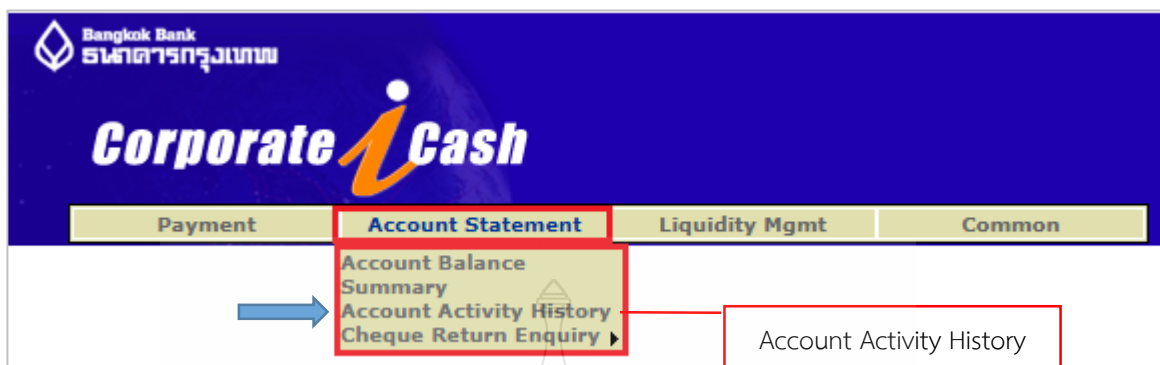 Bangkok Bank
ธนาคารกรุงเทพ
Corporate iCash
Payment Account Statement Liquidity Mgmt Common
Account Balance
Summary
Account Activity History
Cheque Return Enquiry
Account Activity History